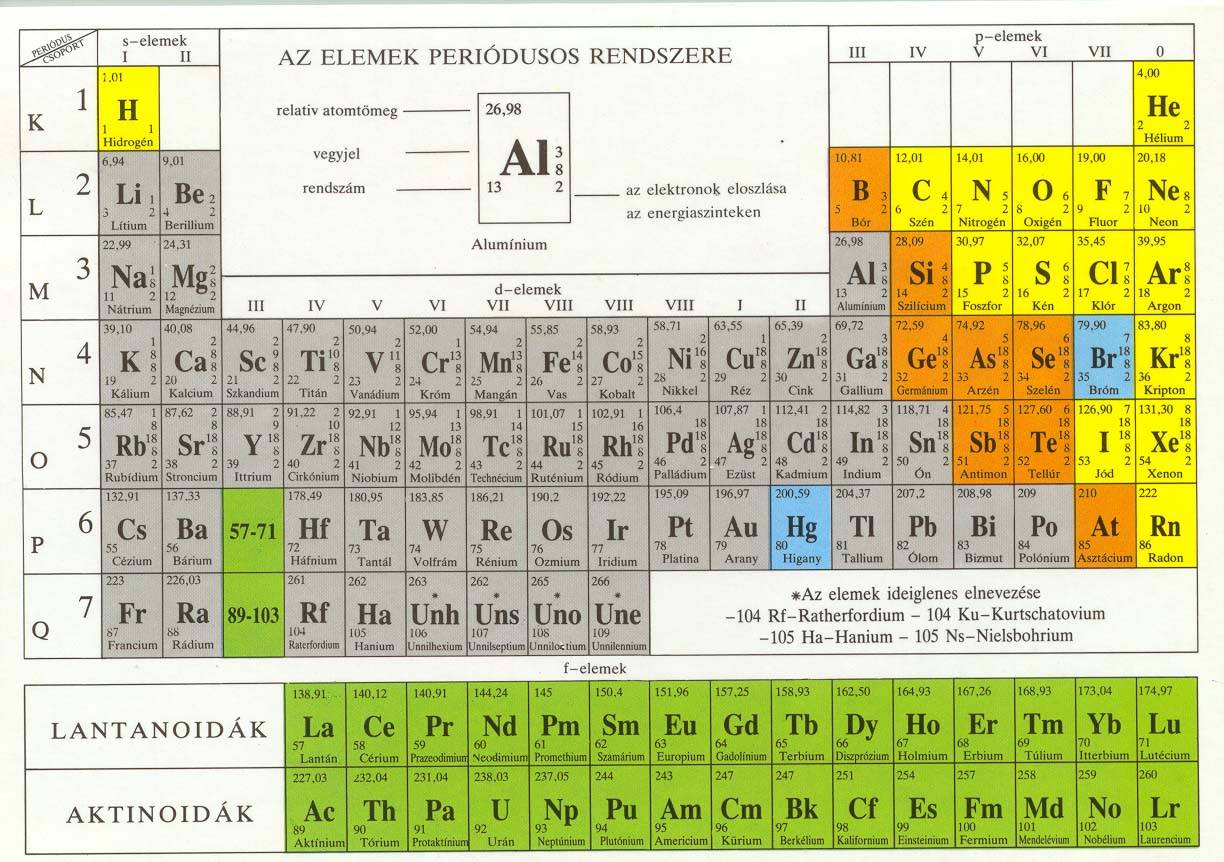 PERIÓDUS
CSOPORT
s–elemek
I II
AZ ELEMEK PERIÓDUSOS RENDSZERE
p–elemek
III IV V VI VII 0
relativ atomtömeg
26,98
vegyjel
Al 3 8 2
rendszám
13
az elektronok eloszlása
az energiaszinteken
Alumínium
d–elemek
III IV V VI VII VIII VIII VIII I II
K 1
1,01 H 1 1 Hidrogén
4,00 He 2 2 Hélium
L 2
6,94 Li 3 1 2 Lítium
9,01 Be 4 2 2 Berillium
10,81 B 5 3 2 Bór
12,01 C 6 4 2 Szén
14,01 N 7 5 2 Nitrogén
16,00 O 8 6 2 Oxigén
19,00 F 9 7 2 Fluor
20,18 Ne 10 8 2 Neon
M 3
22,99 Na 11 1 8 2 Nátrium
24,31 Mg 12 2 8 2 Magnézium
26,98 Al 13 3 8 2 Alumínium
28,09 Si 14 4 8 2 Szilícium
30,97 P 15 5 8 2 Foszfor
32,07 S 16 6 8 2 Kén
35,45 Cl 17 7 8 2 Klór
39,95 Ar 18 8 8 2 Argon
N 4
39,10 K 19 1 8 8 2 Kálium
40,08 Ca 20 2 8 8 2 Kalcium
44,96 Sc 21 2 9 8 2 Szkandium
47,90 Ti 22 2 10 8 2 Titán
50,94 V 23 2 11 8 2 Vanádium
52,00 Cr 24 1 13 8 2 Króm
54,94 Mn 25 2 13 8 2 Mangán
55,85 Fe 26 2 14 8 2 Vas
58,93 Co 27 2 15 8 2 Kobalt
58,71 Ni 28 2 16 8 2 Nikkel
63,55 Cu 29 1 18 8 2 Réz
65,39 Zn 30 2 18 8 2 Cink
69,72 Ga 31 3 18 8 2 Gallium
72,59 Ge 32 4 18 8 2 Germánium
74,92 As 33 5 18 8 2 Arzén
78,96 Se 34 6 18 8 2 Szelén
79,90 Br 35 7 18 8 2 Bróm
83,80 Kr 36 8 18 8 2 Kripton
O 5
85,47 Rb 37 1 8 18 8 2 Rubídium
87,62 Sr 38 2 8 18 8 2 Stroncium
88,91 Y 39 2 9 18 8 2 Ittrium
91,22 Zr 40 2 10 18 8 2 Cirkónium
92,91 Nb 41 1 12 18 8 2 Niobium
95,94 Mo 42 1 13 18 8 2 Molibdén
98,91 Tc 43 1 14 18 8 2 Technécium
101,07 Ru 44 1 15 18 8 2 Ruténium
102,91 Rh 45 1 16 18 8 2 Ródium
106,4 Pd 46 18 18 8 2 Palládium
107,87 Ag 47 1 18 18 8 2 Ezüst
112,41 Cd 48 2 18 18 8 2 Kadmium
114,82 In 49 3 18 18 8 2 Indium
118,71 Sn 50 4 18 18 8 2 Ón
121,75 Sb 51 5 18 18 8 2 Antimon
127,60 Te 52 6 18 18 8 2 Tellúr
126,90 I 53 7 18 18 8 2 Jód
131,30 Xe 54 8 18 18 8 2 Xenon
P 6
132,91 Cs 55 Cézium
137,33 Ba 56 Bárium
57-71
178,49 Hf 72 Háfnium
180,95 Ta 73 Tantál
183,85 W 74 Volfrám
186,21 Re 75 Rénium
190,2 Os 76 Ozmium
192,22 Ir 77 Iridium
195,09 Pt 78 Platina
196,97 Au 79 Arany
200,59 Hg 80 Higany
204,37 Tl 81 Tallium
207,2 Pb 82 Ólom
208,98 Bi 83 Bizmut
209 Po 84 Polónium
210 At 85 Asztácium
222 Rn 86 Radon
Q 7
223 Fr 87 Francium
226,03 Ra 88 Rádium
89-103
261 Rf 104 Raterfordium
262 Ha 105 Hanium
263 * Unh 106 Unnilhexium
262 * Uns 107 Unnilseptium
265 * Uno 108 Unniloctium
266 * Une 109 Unnilennium
*Az elemek ideiglenes elnevezése
–104 Rf–Ratherfordium – 104 Ku–Kurtschatovium
–105 Ha–Hanium – 105 Ns–Nielsbohrium
f–elemek
LANTANOIDÁK
138,91 La 57 Lantán
140,12 Ce 58 Cérium
140,91 Pr 59 Prazeodimium
144,24 Nd 60 Neodimium
145 Pm 61 Promethium
150,4 Sm 62 Szamárium
151,96 Eu 63 Europium
157,25 Gd 64 Gadolínium
158,93 Tb 65 Terbium
162,50 Dy 66 Diszprózium
164,93 Ho 67 Holmium
167,26 Er 68 Erbium
168,93 Tm 69 Túlium
173,04 Yb 70 Itterbium
174,97 Lu 71 Lutécium
AKTINOIDÁK
227,03 Ac 89 Aktínium
232,04 Th 90 Tórium
231,04 Pa 91 Protaktínium
238,03 U 92 Urán
237,05 Np 93 Neptúnium
244 Pu 94 Plutónium
243 Am 95 Americium
247 Cm 96 Kürium
247 Bk 97 Berkélium
251 Cf 98 Kalifornium
254 Es 99 Einsteinium
257 Fm 100 Fermium
258 Md 101 Mendelévium
259 No 102 Nobélium
260 Lr 103 Laurencium